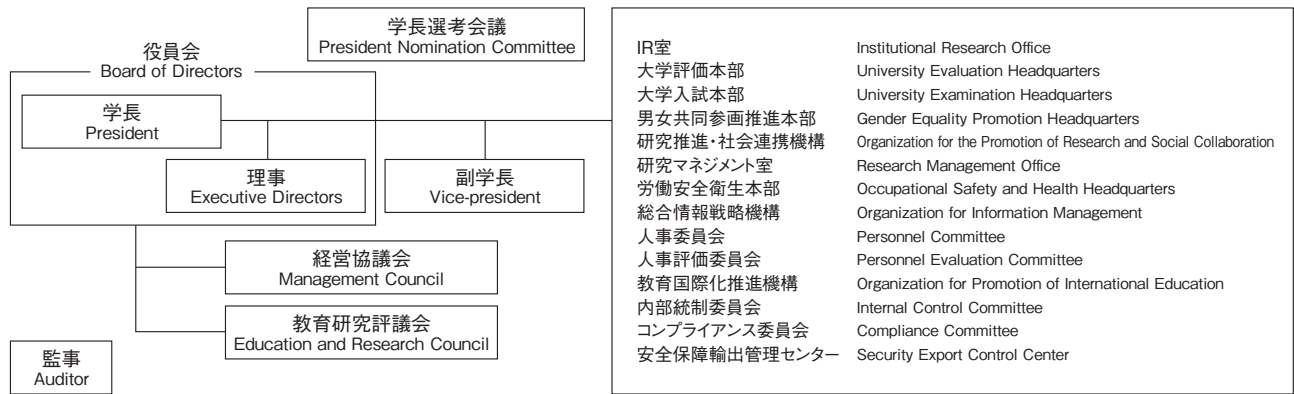 学長選考会議
President Nomination Committee
役員会
Board of Directors
学長
President
理事
Executive Directors
副学長
Vice-president
経営協議会
Management Council
教育研究評議会
Education and Research Council
監事
Auditor
IR室 Institutional Research Office
大学評価本部 University Evaluation Headquarters
大学入試本部 University Examination Headquarters
男女共同参画推進本部 Gender Equality Promotion Headquarters
研究推進・社会連携機構 Organization for the Promotion of Research and Social Collaboration
研究マネジメント室 Research Management Office
労働安全衛生本部 Occupational Safety and Health Headquarters
総合情報戦略機構 Organization for Information Management
人事委員会 Personnel Committee
人事評価委員会 Personnel Evaluation Committee
教育国際化推進機構 Organization for Promotion of International Education
内部統制委員会 Internal Control Committee
コンプライアンス委員会 Compliance Committee
安全保障輸出管理センター Security Export Control Center